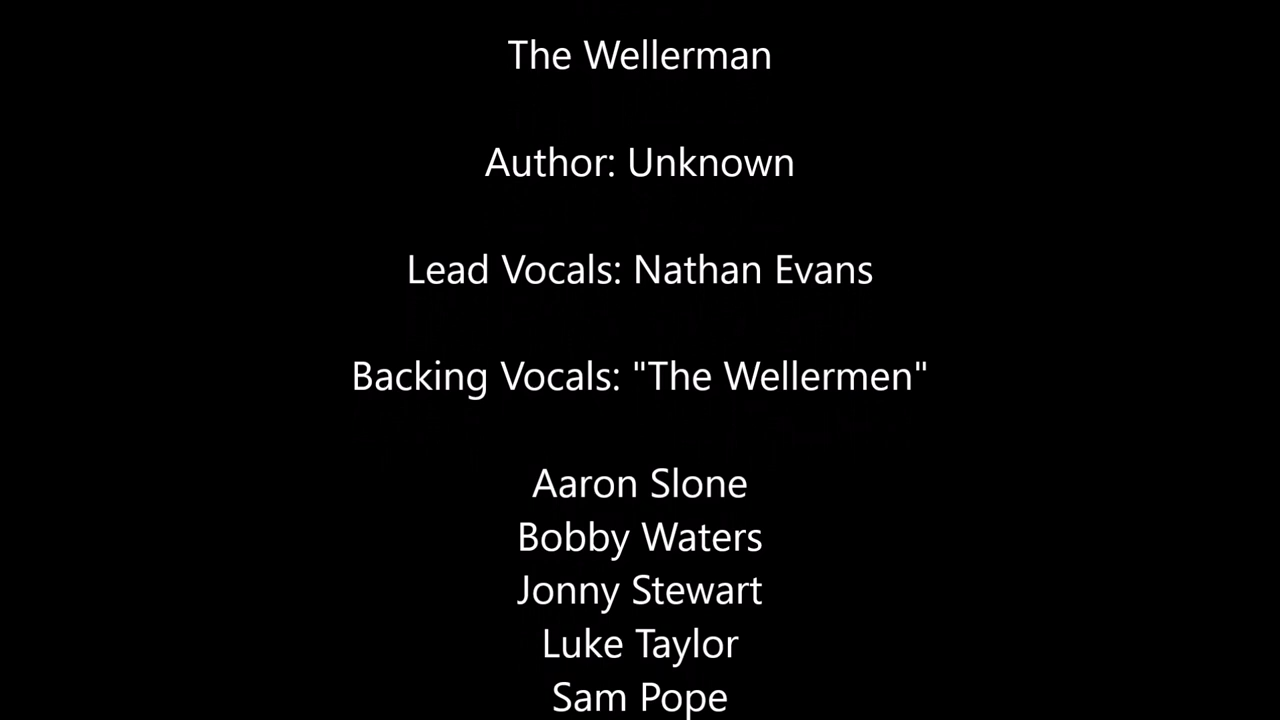 The Wellerman
Author: Unknown
Lead Vocals: Nathan Evans
Backing Vocals: "The Wellermen"
Aaron Slone
Bobby Waters
Jonny Stewart
Luke Taylor
Sam Pope